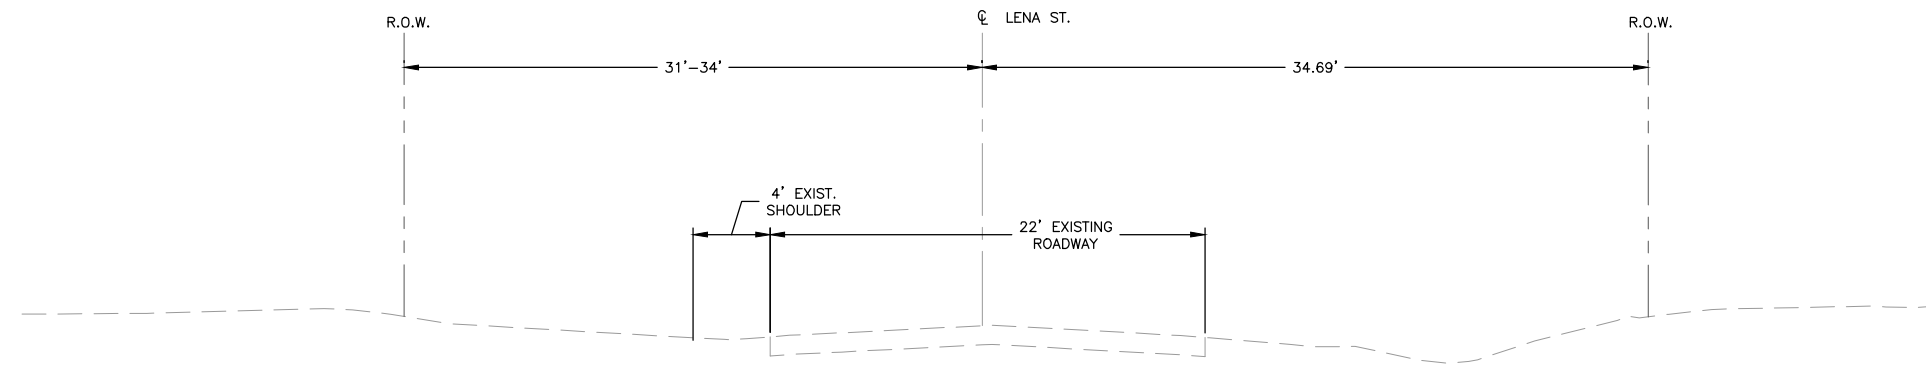 R.O.W.
℄ LENA ST.
R.O.W.
31'-34'
34.69'
4' EXIST.
SHOULDER
22' EXISTING
ROADWAY